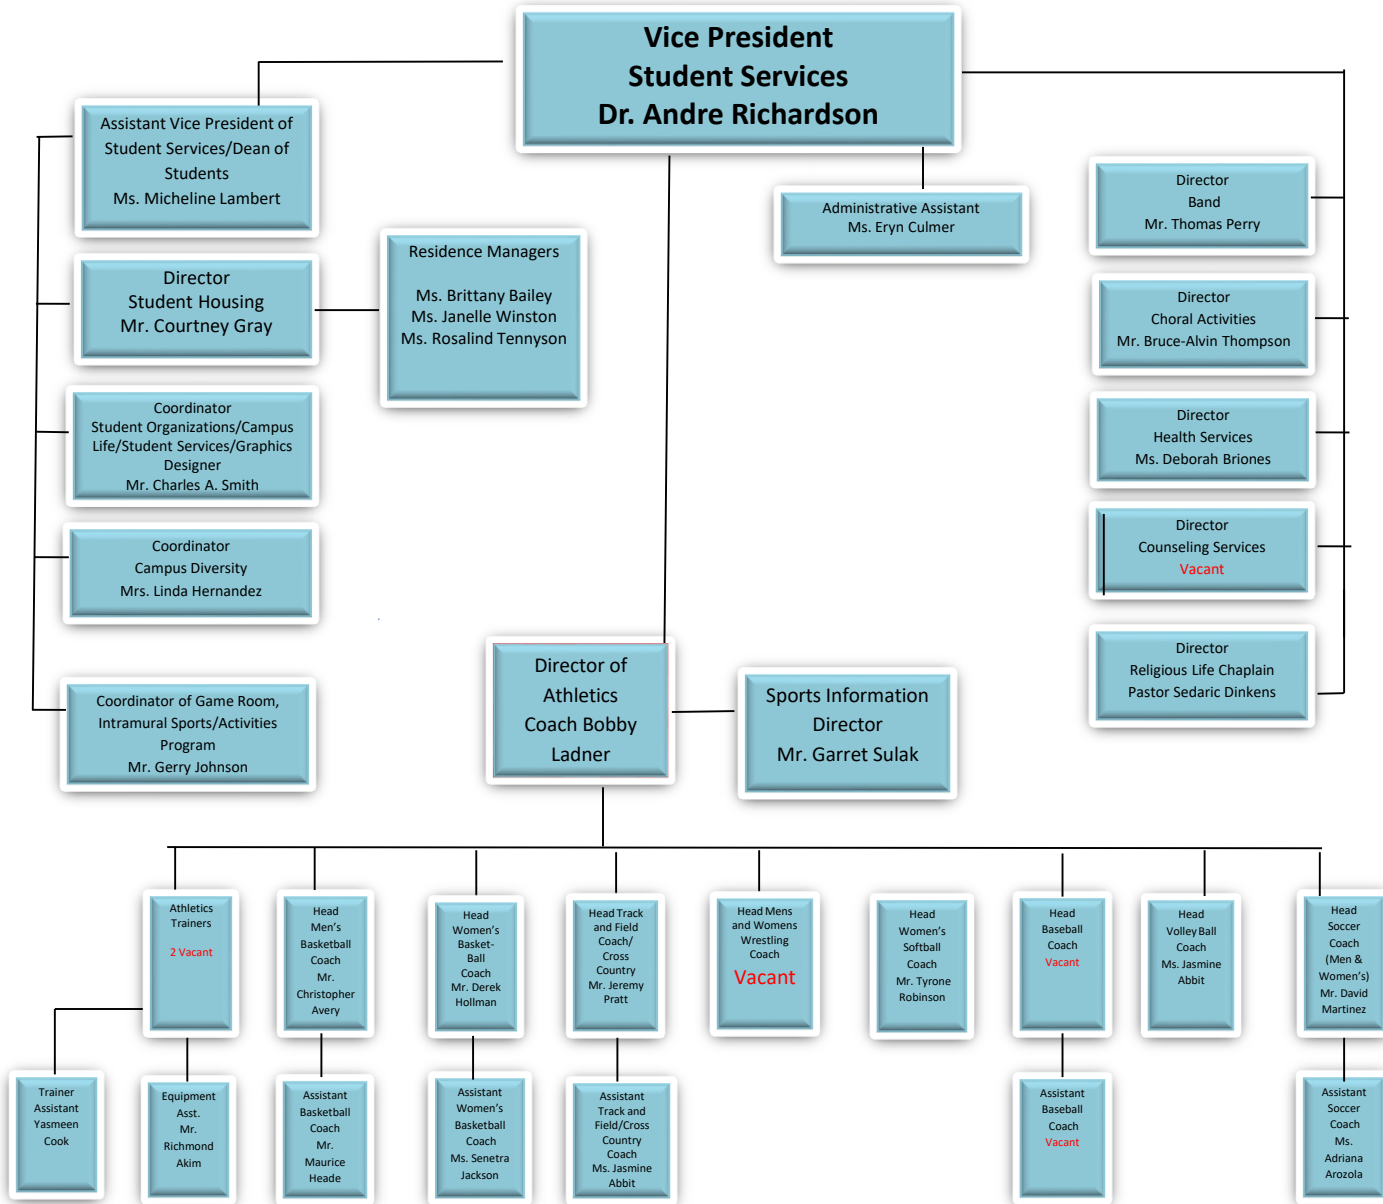 Vice President
Student Services
Dr. Andre Richardson
Assistant Vice President of
Student Services/Dean of
Students
Ms. Micheline Lambert
Administrative Assistant
Ms. Eryn Culmer
Director
Band
Mr. Thomas Perry
Director
Student Housing
Mr. Courtney Gray
Residence Managers
Ms. Brittany Bailey
Ms. Janelle Winston
Ms. Rosalind Tennyson
Director
Choral Activities
Mr. Bruce-Alvin Thompson
Coordinator
Student Organizations/Campus
Life/Student Services/Graphics
Designer
Mr. Charles A. Smith
Director
Health Services
Ms. Deborah Briones
Coordinator
Campus Diversity
Mrs. Linda Hernandez
Director
Counseling Services
Vacant
Director
Religious Life Chaplain
Pastor Sedaric Dinkens
Coordinator of Game Room,
Intramural Sports/Activities
Program
Mr. Gerry Johnson
Director of
Athletics
Coach Bobby
Ladner
Sports Information
Director
Mr. Garret Sulak
Athletics
Trainers
2 Vacant
Head
Men's
Basketball
Coach
Mr.
Christopher
Avery
Head
Women's
Basket-
Ball
Coach
Mr. Derek
Hollman
Head Track
and Field
Coach/
Cross
Country
Mr. Jeremy
Pratt
Head Mens
and Womens
Wrestling
Coach
Vacant
Head
Women's
Softball
Coach
Mr. Tyrone
Robinson
Head
Baseball
Coach
Vacant
Head
VolleyBall
Coach
Ms. Jasmine
Abbit
Head
Soccer
Coach
(Men &
Women's)
Mr. David
Martinez
Trainer
Assistant
Yasmeen
Cook
Equipment
Asst.
Mr.
Richmond
Akim
Assistant
Basketball
Coach
Mr.
Maurice
Heade
Assistant
Women's
Basketball
Coach
Ms. Senetra
Jackson
Assistant
Track and
Field/Cross
Country
Coach
Ms. Jasmine
Abbit
Assistant
Baseball
Coach
Vacant
Assistant
Soccer
Coach
Ms.
Adriana
Arozola